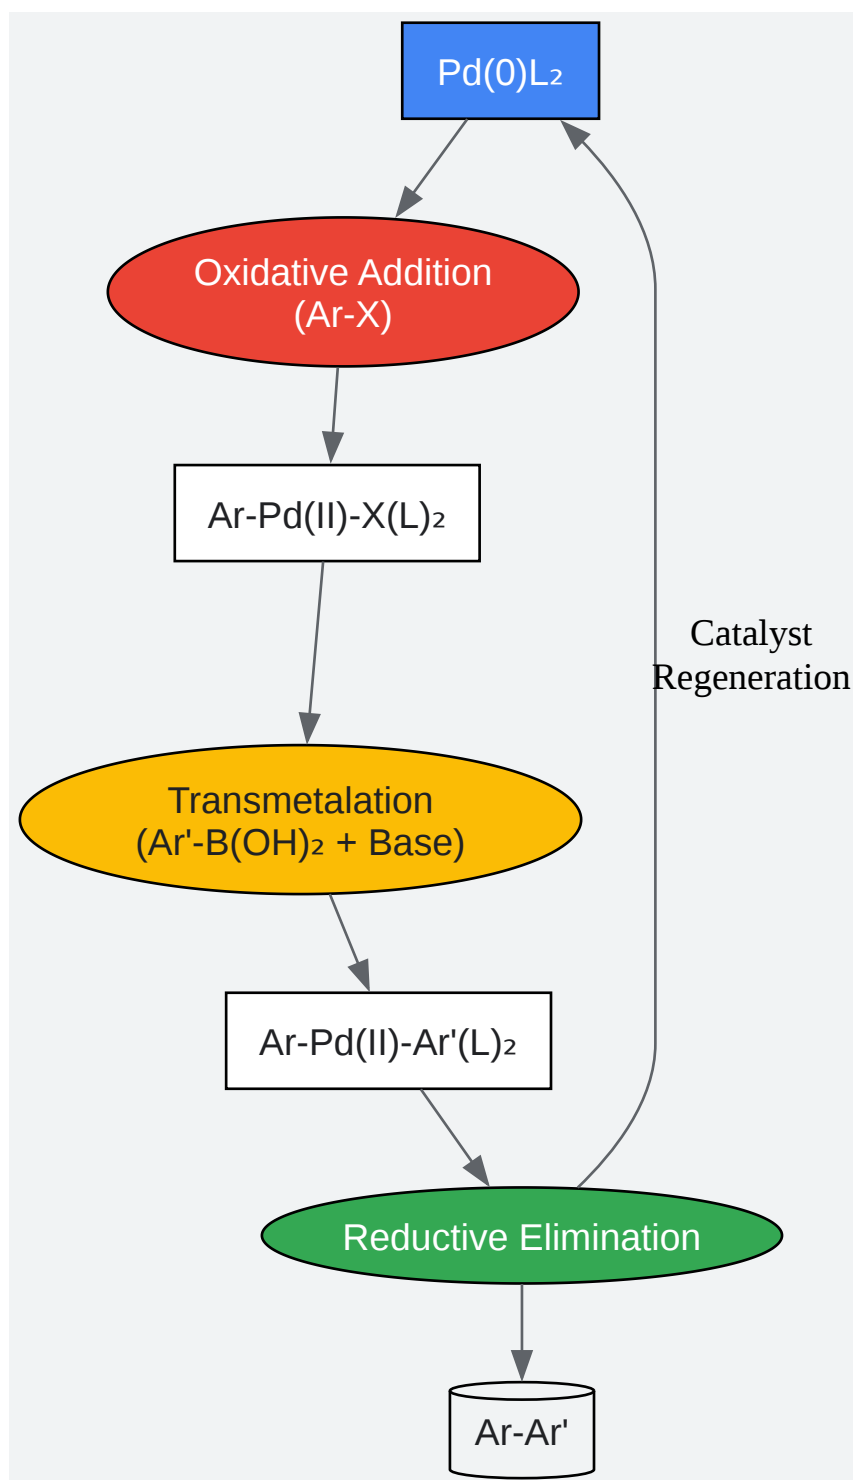 Pd(0)L₂
Oxidative Addition
(Ar-X)
Ar-Pd(II)-X(L)₂
Catalyst
Regeneration
Transmetalation
(Ar'-B(OH)₂ + Base)
Ar-Pd(II)-Ar'(L)₂
Reductive Elimination
Ar-Ar'